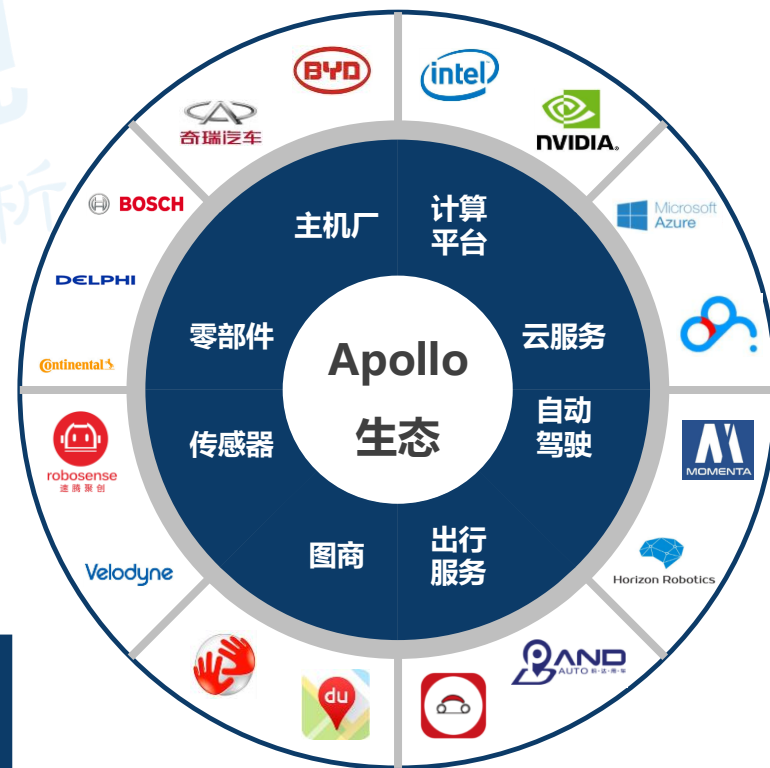 BYD
intel
奇瑞汽车
NVIDIA.
BOSCH
主机厂
计算
平台
Microsoft
Azure
DELPHI
零部件
Apollo
生态
云服务
Continental
传感器
自动
驾驶
robosense
速腾聚创
MOMENTA
图商
出行
服务
Velodyne
Horizon Robotics
du
PAND
AUTO
析